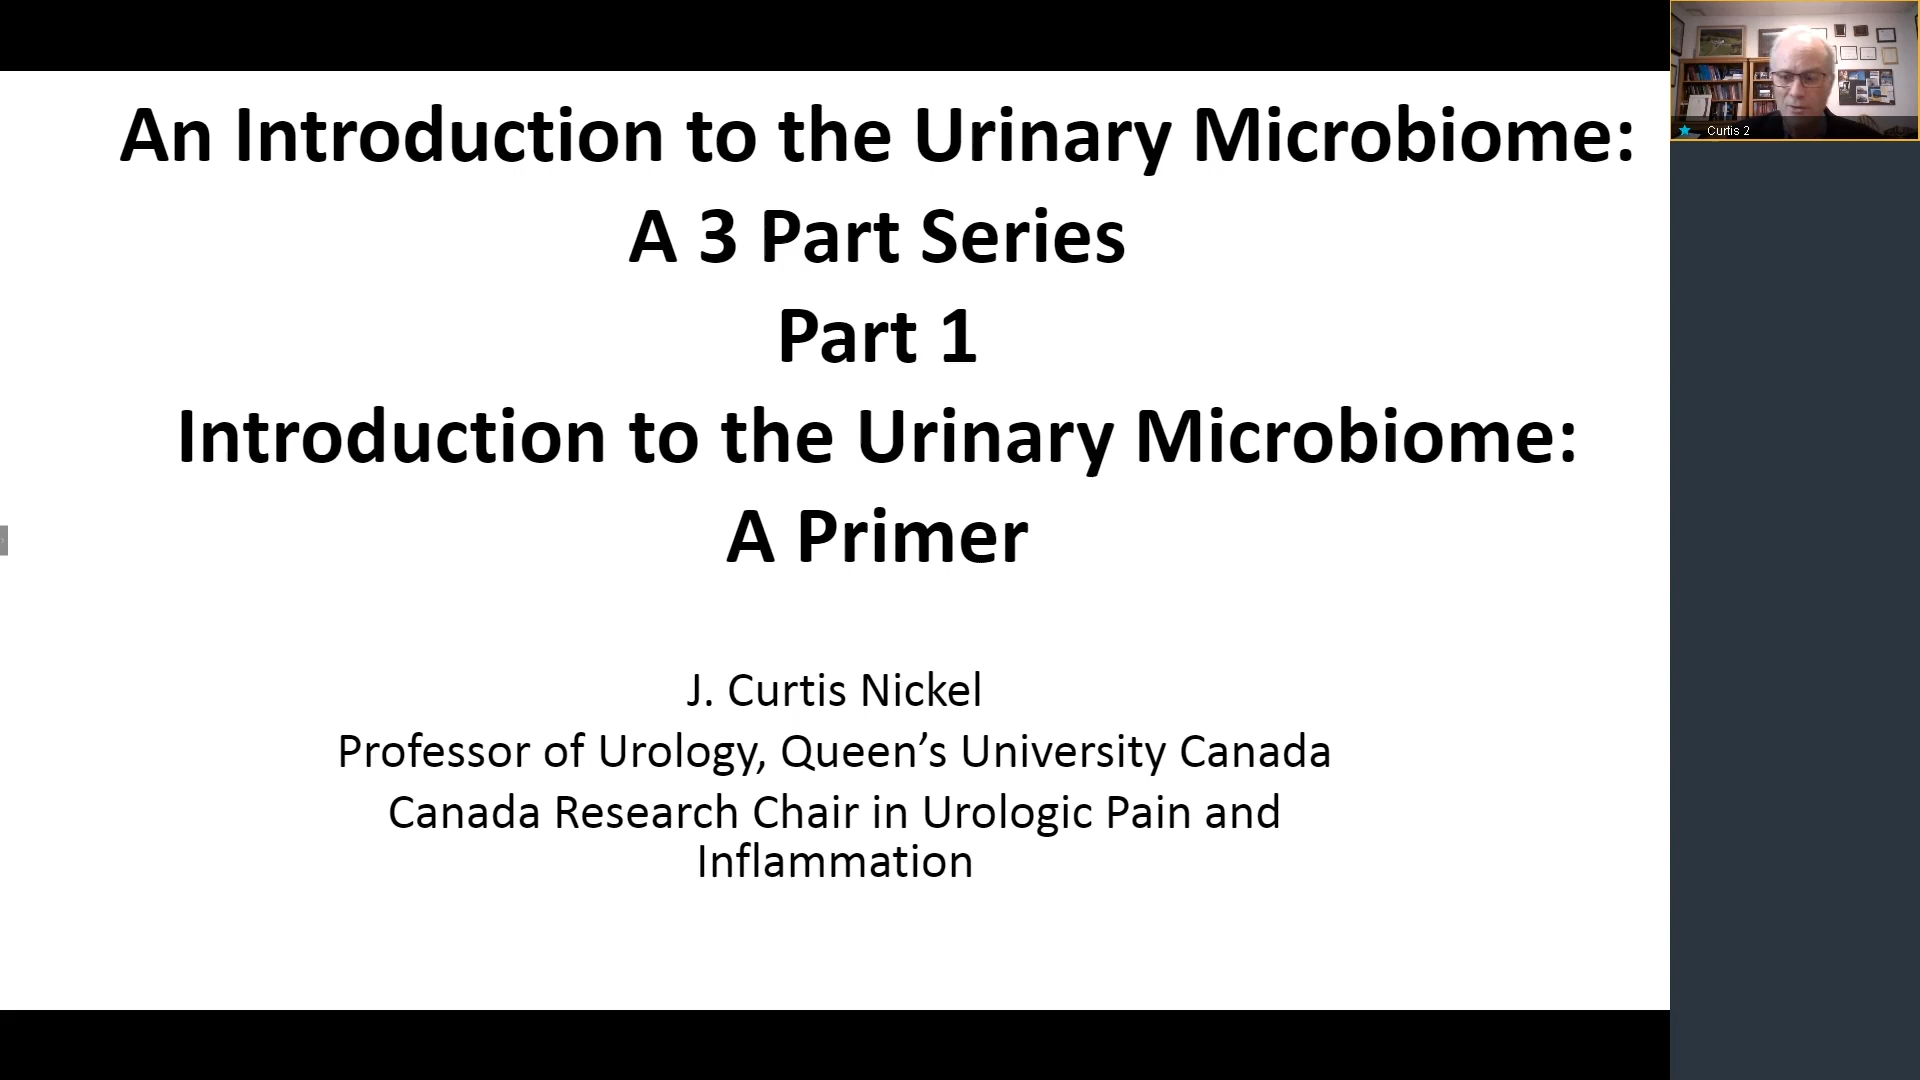 An Introduction to the Urinary Microbiome:
A 3 Part Series
Part 1
Introduction to the Urinary Microbiome:
A Primer
J. Curtis Nickel
Professor of Urology, Queen’s University Canada
Canada Research Chair in Urologic Pain and
Inflammation
Curtis 2